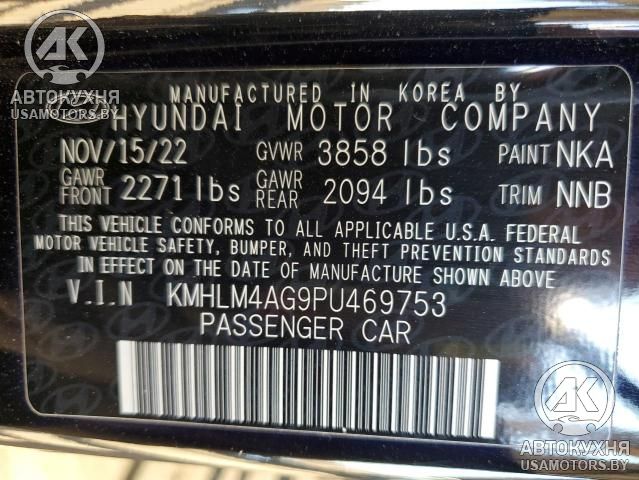 АК
АВТОКУХНЯ
USAMOTORS.BY
MANUFACTURED IN KOREA BY
HYUNDAI MOTOR COMPANY
NOV/15/22 GVWR 3858 lbs PAINT NKA
GAWR FRONT 2271 lbs GAWR REAR 2094 lbs TRIM NNB
THIS VEHICLE CONFORMS TO ALL APPLICABLE U.S.A. FEDERAL
MOTOR VEHICLE SAFETY, BUMPER, AND THEFT PREVENTION STANDARDS
IN EFFECT ON THE DATE OF MANUFACTURE SHOWN ABOVE
V.I.N KMHLM4AG9PU469753
PASSENGER CAR
АК
АВТОКУХНЯ
USAMOTORS.BY